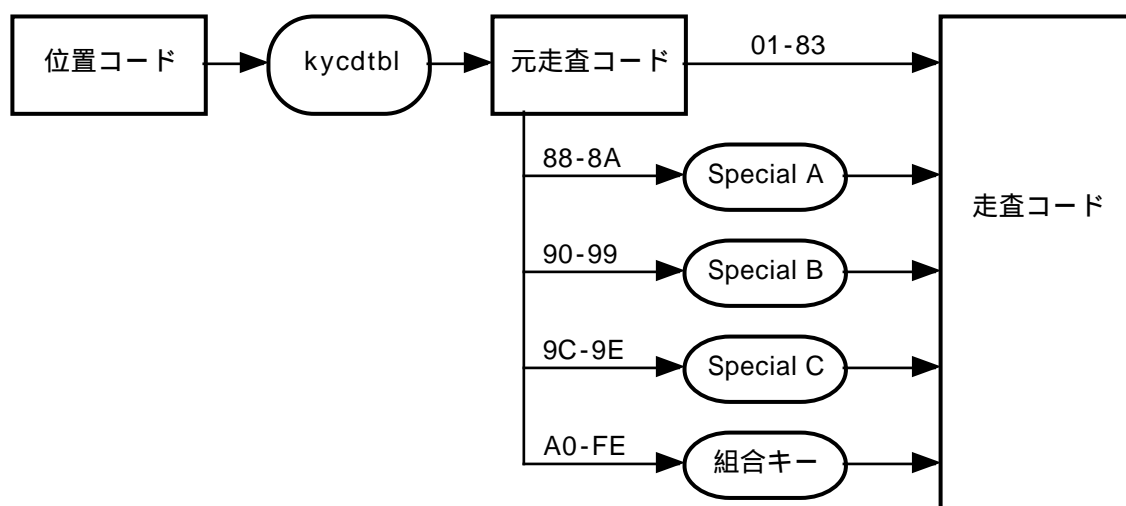 位置コード
kycdtbl
元走査コード
01-83
88-8A
Special A
走査コード
90-99
Special B
9C-9E
Special C
A0-FE
組合キー